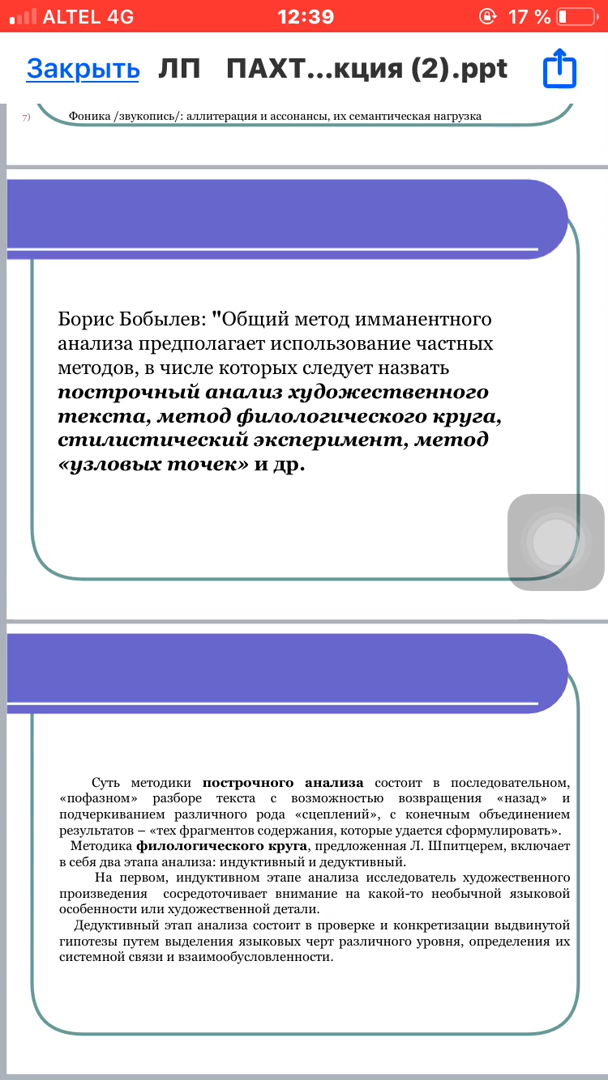 ALTEL 4G 12:39 17 %
Закрыть ЛП ПАХТ...кция (2).ppt
7) Фоника /звукопись/: аллитерация и ассонансы, их семантическая нагрузка
Борис Бобылев: "Общий метод имманентного
анализа предполагает использование частных
методов, в числе которых следует назвать
построчный анализ художественного
текста, метод филологического круга,
стилистический эксперимент, метод
«узловых точек» и др.
Суть методики построчного анализа состоит в последовательном,
«пофазном» разборе текста с возможностью возвращения «назад» и
подчеркиванием различного рода «сцеплений», с конечным объединением
результатов – «тех фрагментов содержания, которые удается сформулировать».
Методика филологического круга, предложенная Л. Шпитцерем, включает
в себя два этапа анализа: индуктивный и дедуктивный.
На первом, индуктивном этапе анализа исследователь художественного
произведения сосредоточивает внимание на какой-то необычной языковой
особенности или художественной детали.
Дедуктивный этап анализа состоит в проверке и конкретизации выдвинутой
гипотезы путем выделения языковых черт различного уровня, определения их
системной связи и взаимообусловленности.